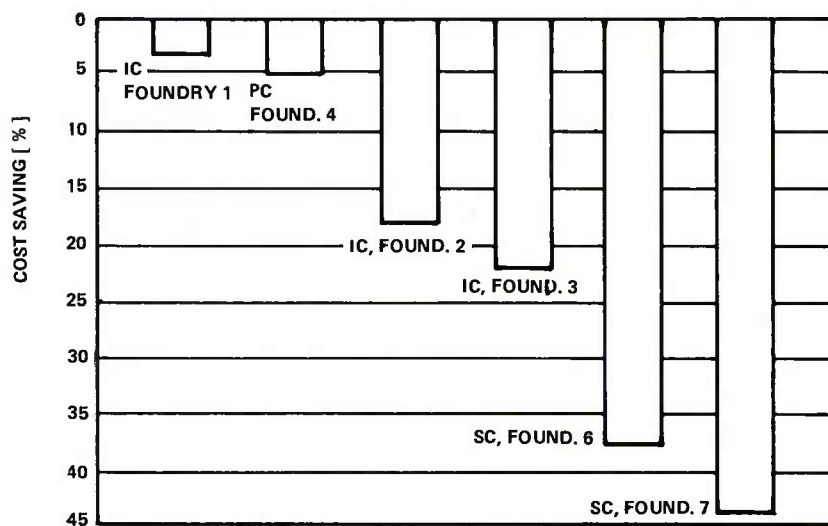 COST SAVING [ % ]
0
5
10
15
20
25
30
35
40
45
IC
FOUNDRY 1
PC
FOUND. 4
IC, FOUND. 2
IC, FOUND. 3
SC, FOUND. 6
SC, FOUND. 7